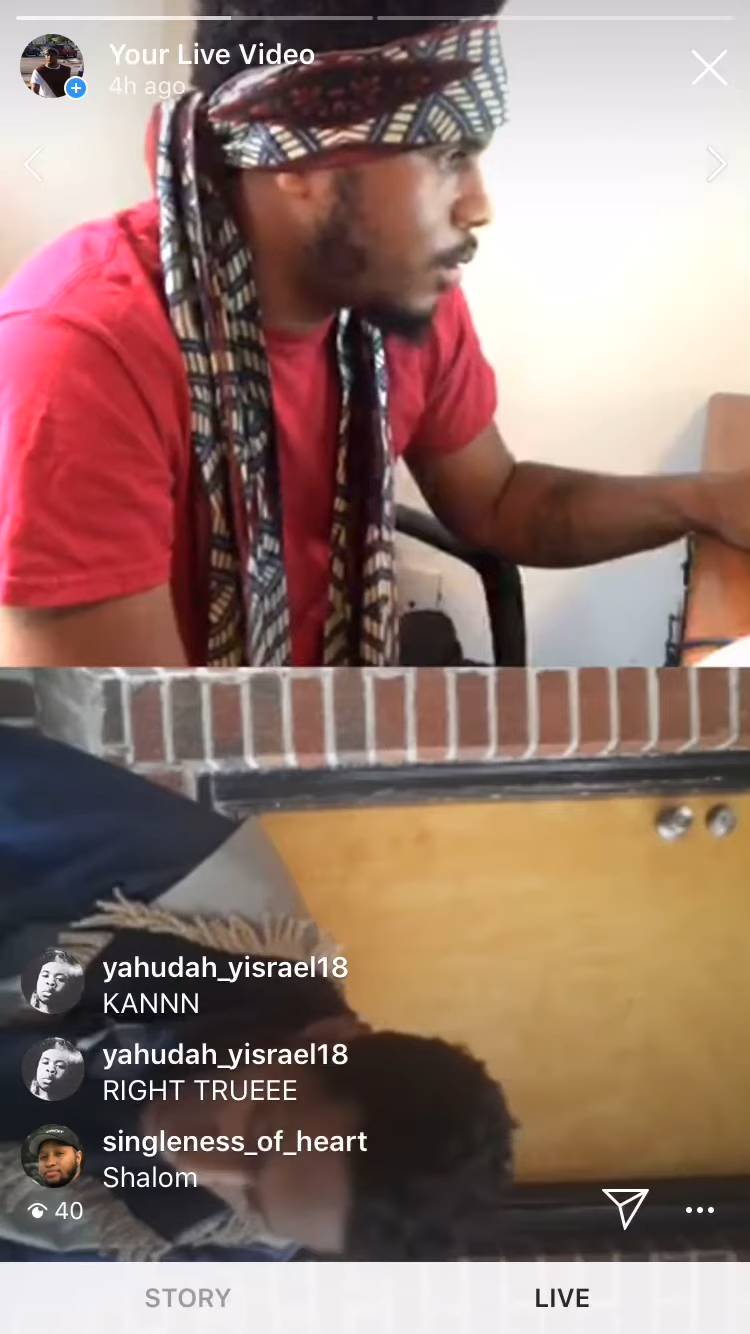 Your Live Video
4h ago
yahudah_yisrael18
KANNN
yahudah_yisrael18
RIGHT TRUEEE
singleness_of_heart
Shalom
40
STORY
LIVE